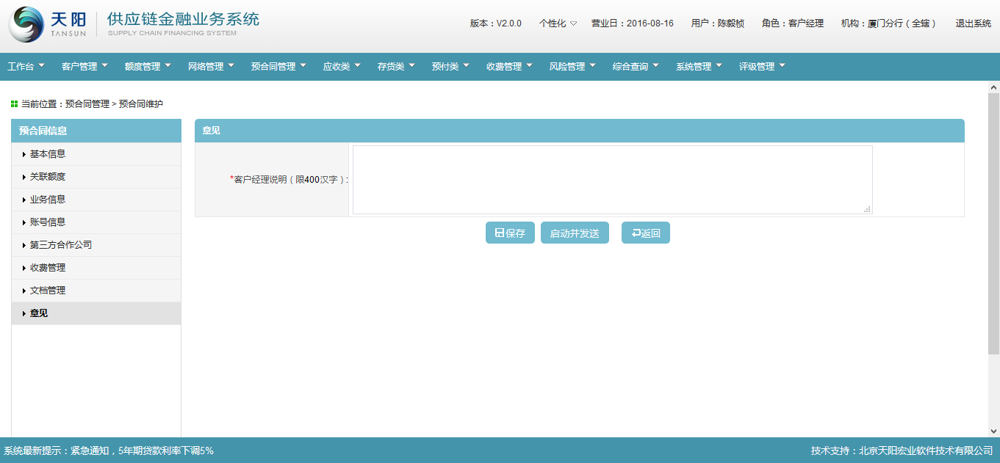 天阳
TANSUN
供应链金融业务系统
SUPPLY CHAIN FINANCING SYSTEM
版本：V2.0.0 个性化 营业日：2016-08-16 用户：陈毅桢 角色：客户经理 机构：厦门分行（全辖） 退出系统
工作台 客户管理 额度管理 网络管理 预合同管理 应收类 存货类 预付类 收费管理 风险管理 综合查询 系统管理 评级管理
当前位置：预合同管理 > 预合同维护
预合同信息
基本信息
关联额度
业务信息
账号信息
第三方合作公司
收费管理
文档管理
意见
意见
*客户经理说明（限400汉字）:
保存 启动并发送 返回
系统最新提示：紧急通知，5年期贷款利率下调5%
技术支持：北京天阳宏业软件技术有限公司